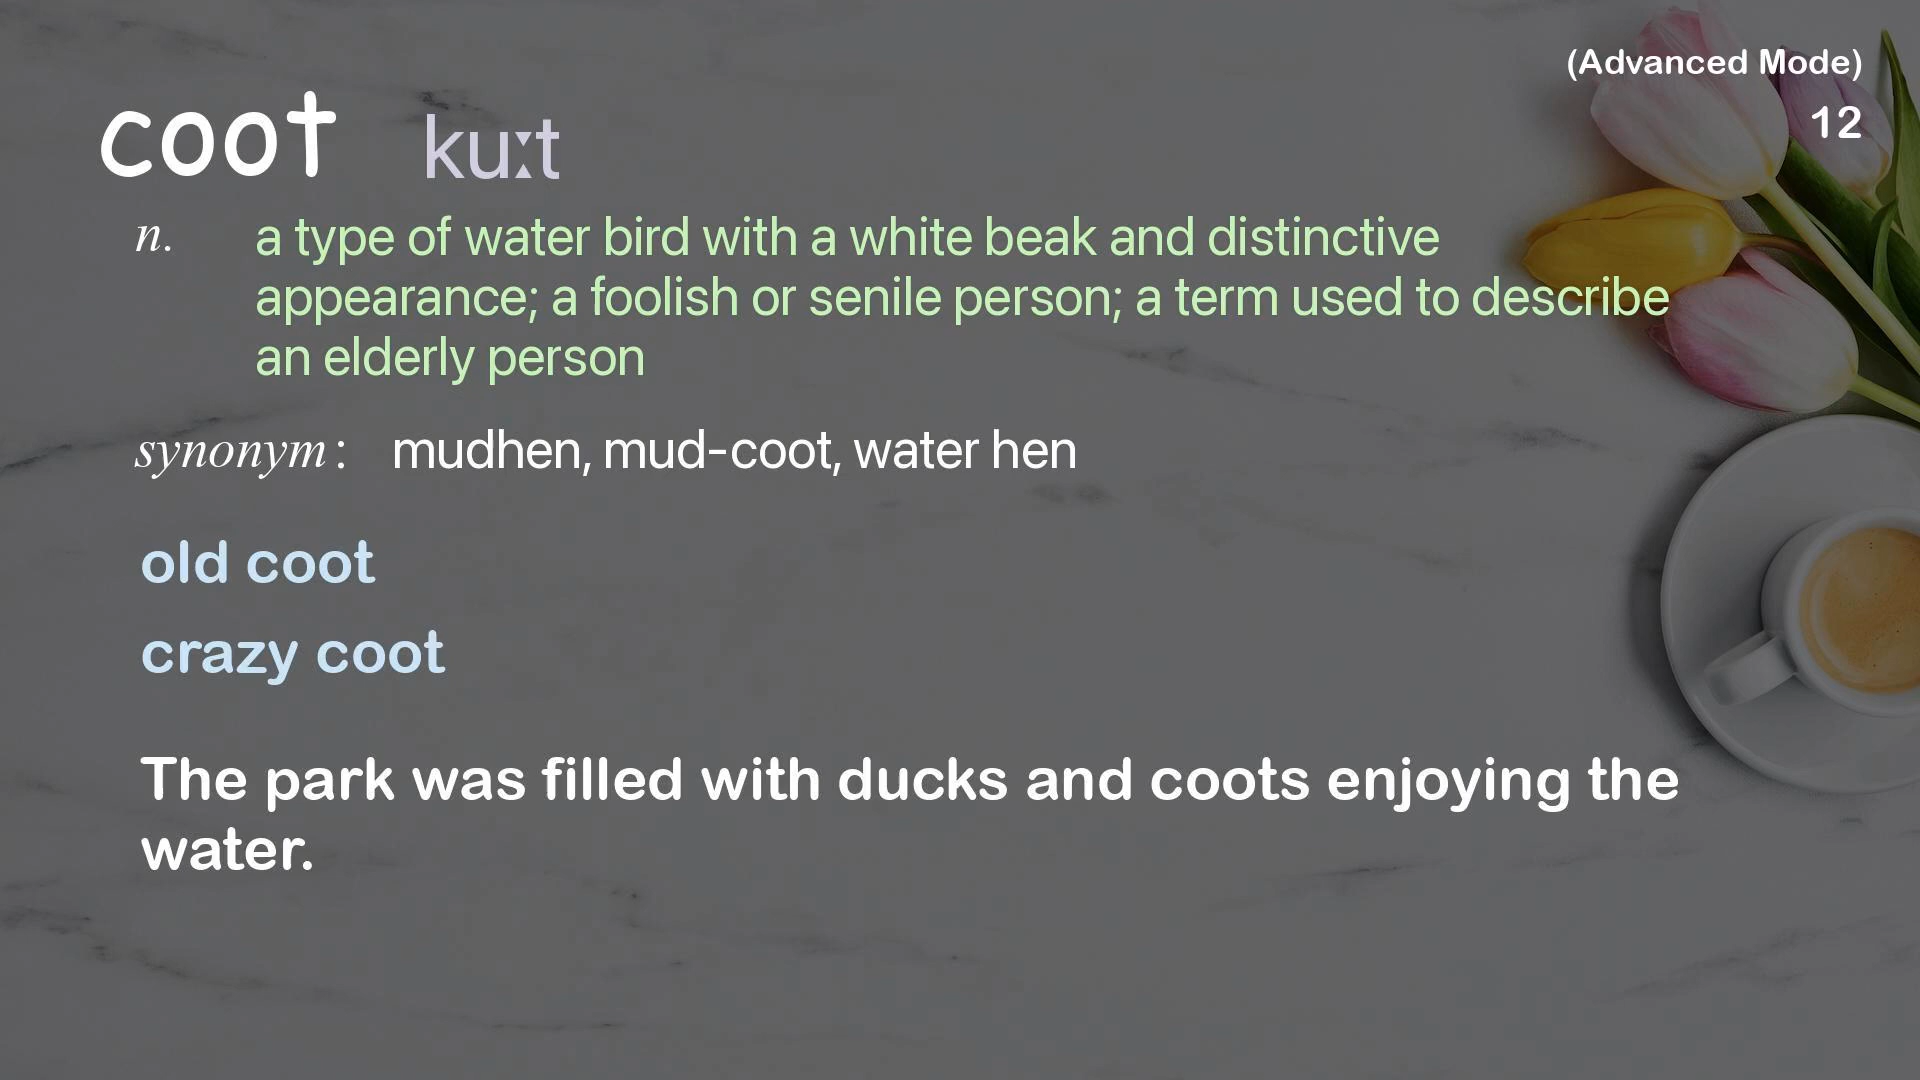 (Advanced Mode)
12
coot kuːt
n. a type of water bird with a white beak and distinctive
appearance; a foolish or senile person; a term used to describe
an elderly person
synonym: mudhen, mud-coot, water hen
old coot
crazy coot
The park was filled with ducks and coots enjoying the
water.